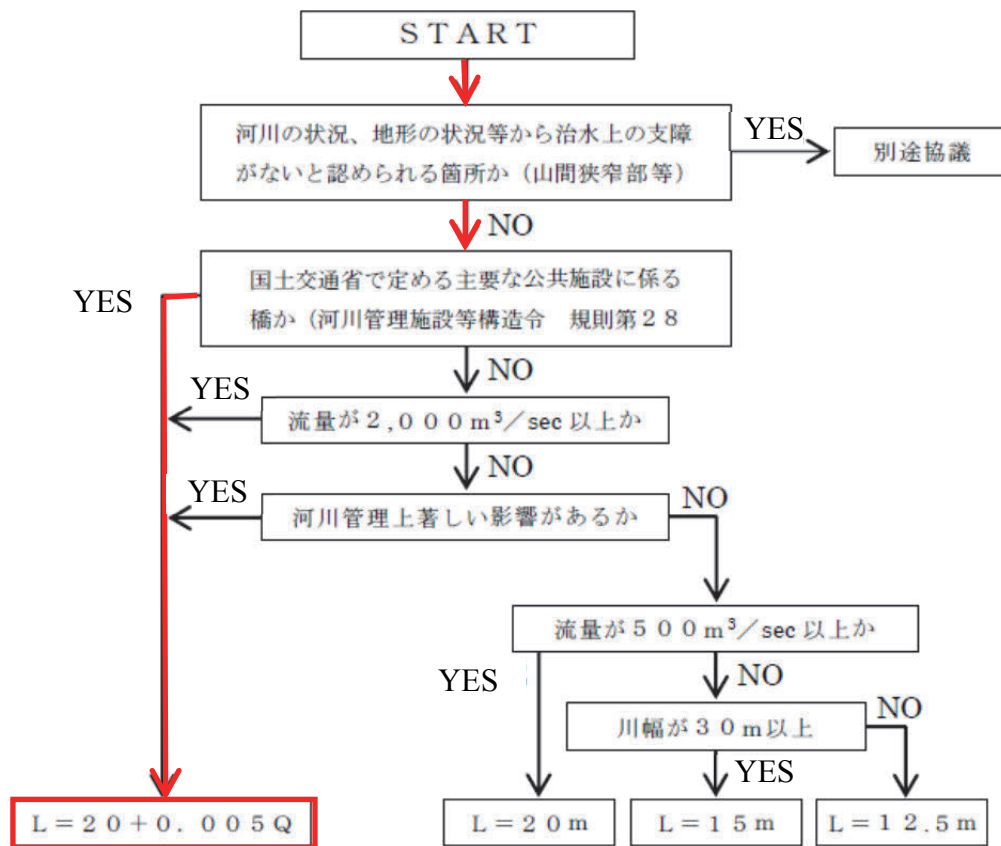 START
河川の状況、地形の状況等から治水上の支障
がないと認められる箇所か（山間狭窄部等）
YES
別途協議
NO
国土交通省で定める主要な公共施設に係る
橋か（河川管理施設等構造令　規則第２８
YES
NO
流量が２,０００m³／sec 以上か
YES
NO
河川管理上著しい影響があるか
YES
NO
流量が５００m³／sec 以上か
YES
NO
川幅が３０m以上
NO
YES
Ｌ＝２０＋０．００５Ｑ
Ｌ＝２０m
Ｌ＝１５m
Ｌ＝１２.５m